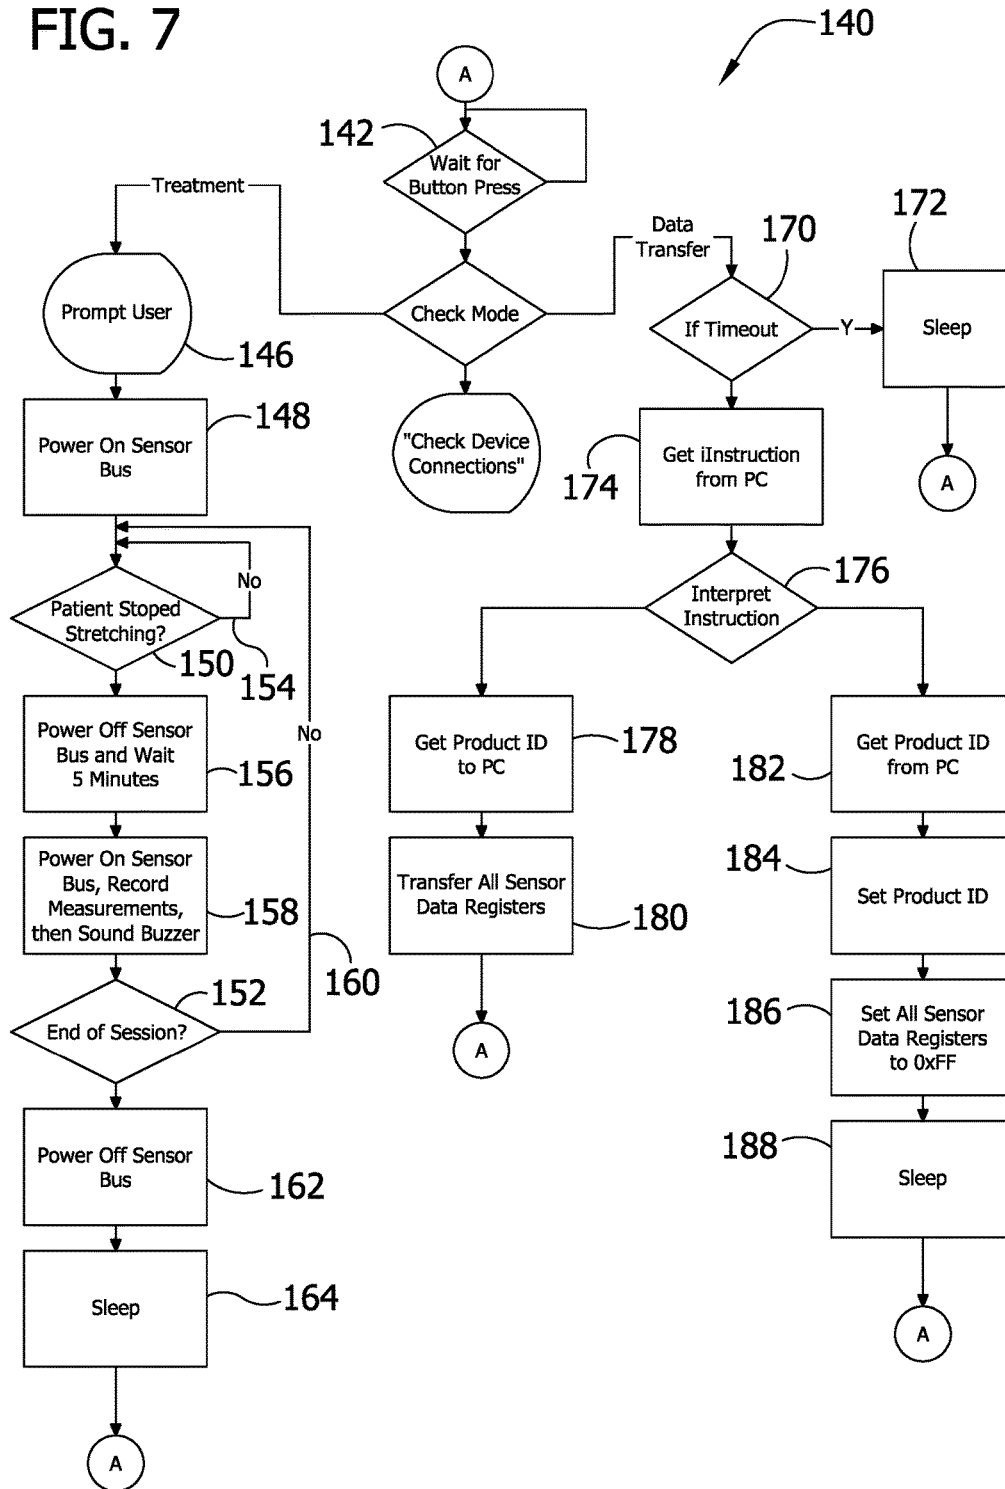 FIG. 7
140
A
142
Wait for
Button Press
Treatment
Data
Transfer
170
172
Prompt User
146
Check Mode
If Timeout
Y
Sleep
148
Power On Sensor
Bus
"Check Device
Connections"
174
Get iInstruction
from PC
A
No
Patient Stoped
Stretching?
150
154
176
Interpret
Instruction
Power Off Sensor
Bus and Wait
5 Minutes
156
No
Get Product ID
to PC
178
182
Get Product ID
from PC
Power On Sensor
Bus, Record
Measurements,
then Sound Buzzer
158
160
Transfer All Sensor
Data Registers
180
184
Set Product ID
152
End of Session?
A
186
Set All Sensor
Data Registers
to 0xFF
Power Off Sensor
Bus
162
188
Sleep
Sleep
164
A
A